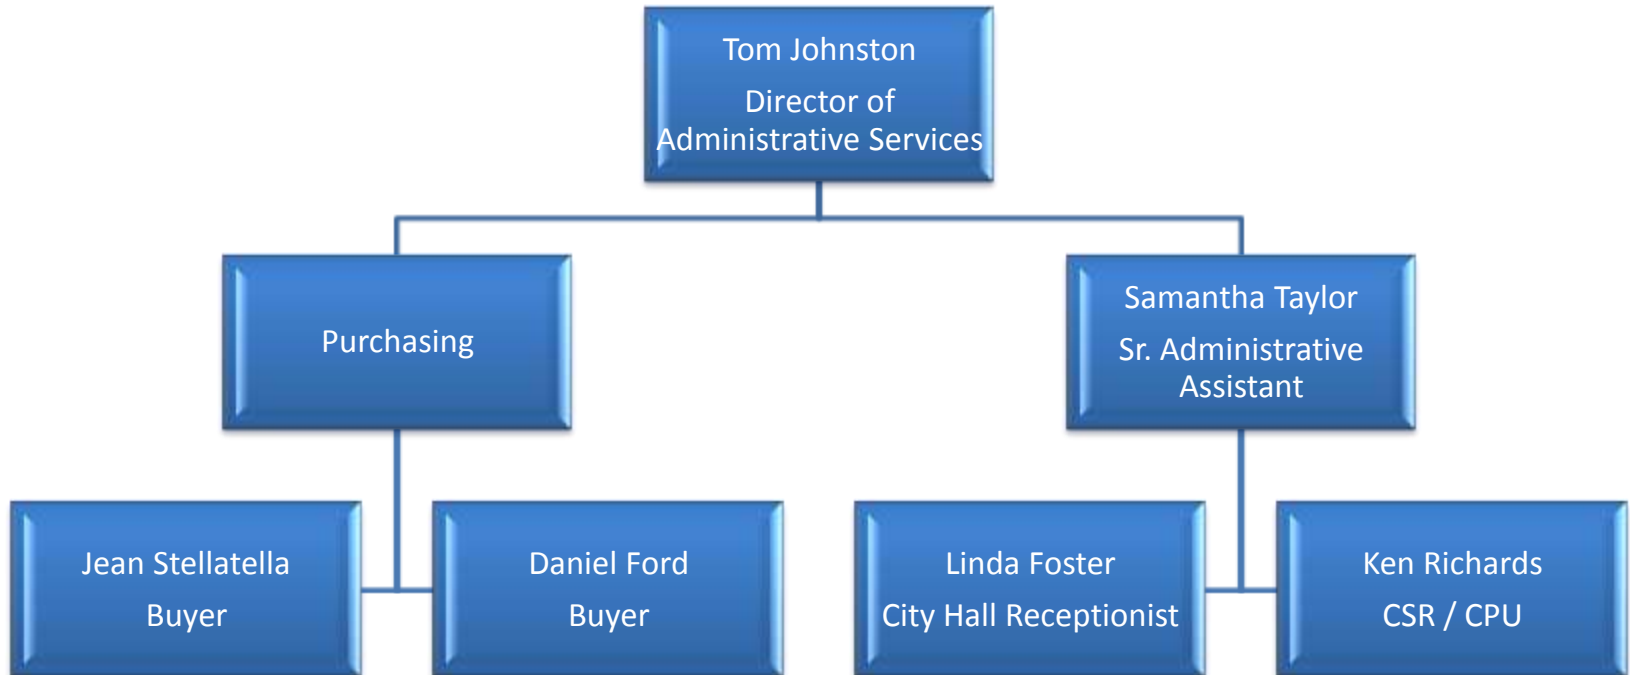 Tom Johnston
Director of
Administrative Services
Purchasing
Samantha Taylor
Sr. Administrative
Assistant
Jean Stellatella
Buyer
Daniel Ford
Buyer
Linda Foster
City Hall Receptionist
Ken Richards
CSR / CPU